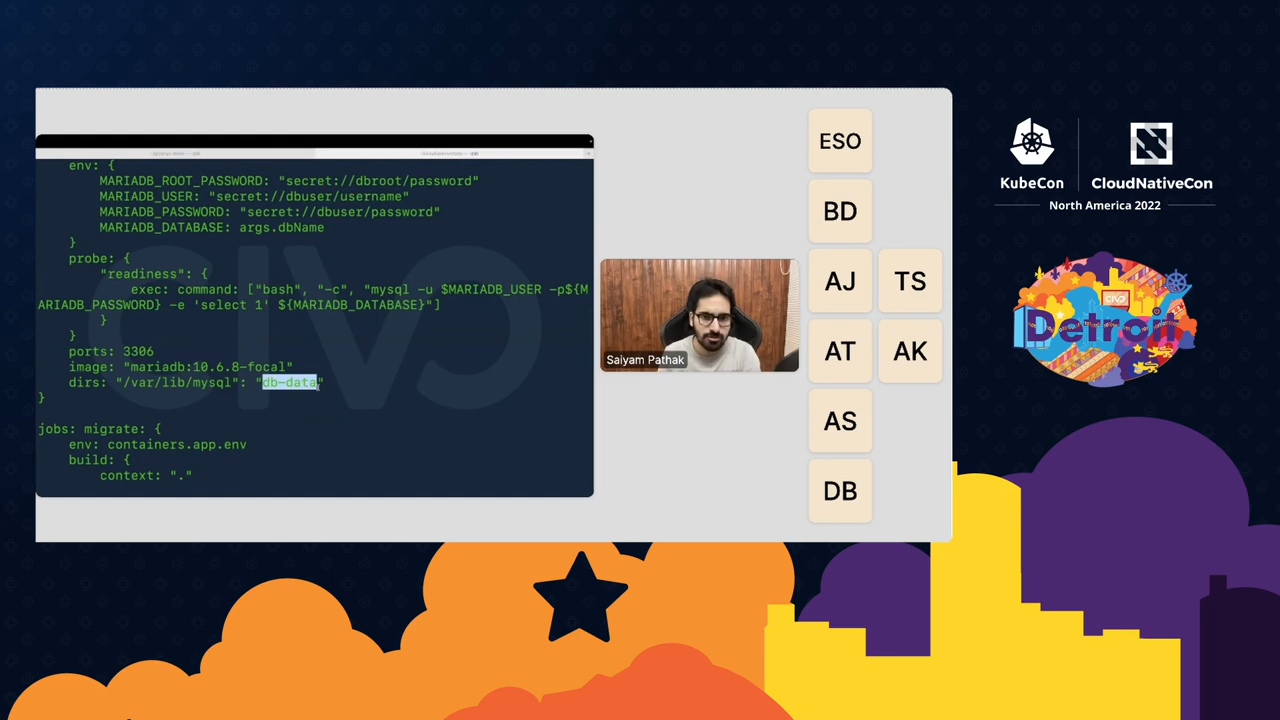 env: {
MARIADB_ROOT_PASSWORD: "secret://dbroot/password"
MARIADB_USER: "secret://dbuser/username"
MARIADB_PASSWORD: "secret://dbuser/password"
MARIADB_DATABASE: args.dbName
}
probe: {
"readiness": {
exec: command: ["bash", "-c", "mysql -u $MARIADB_USER -p${M
ARIADB_PASSWORD} -e 'select 1' ${MARIADB_DATABASE}"]
}
}
ports: 3306
image: "mariadb:10.6.8-focal"
dirs: "/var/lib/mysql": "db-data"
}
jobs: migrate: {
env: containers.app.env
build: {
context: "."
CIVO
Saiyam Pathak
ESO
BD
AJ TS
AT AK
AS
DB
KubeCon CloudNativeCon
North America 2022
CIVO
Detroit